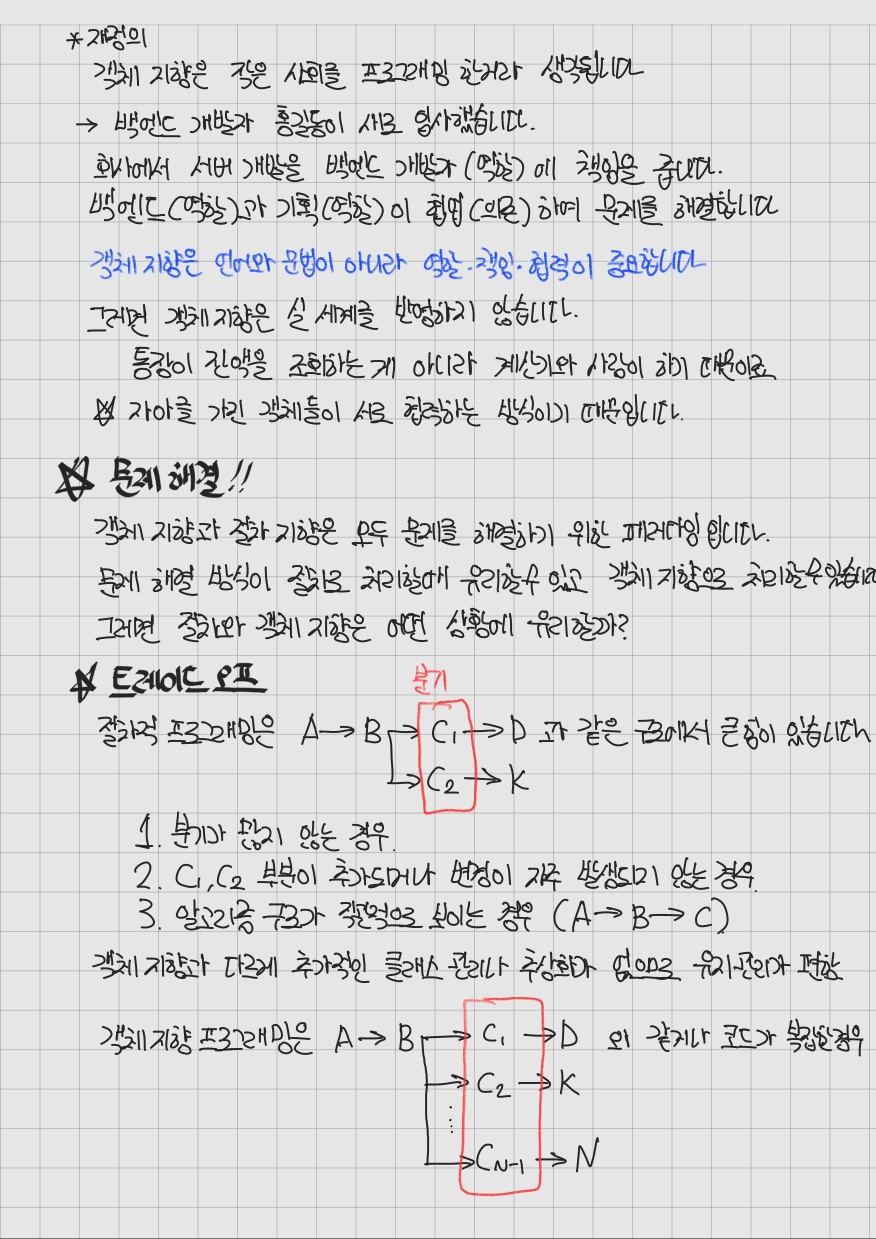 * 재정의
객체 지향은 작은 사회를 프로그래밍 한거라 생각됩니다
→ 백엔드 개발자 홍길동이 새로 입사했습니다.
회사에서 서버 개발을 백엔드 개발자(역할)에 책임을 줍니다.
백엔드(역할)과 기획(역할)이 협업(의존)하여 문제를 해결합니다
객체 지향은 언어와 문법이 아니라 역할·책임·협력이 중요합니다
그러면 객체 지향은 실 세계를 반영하지 않습니다.
통장이 잔액을 조회하는게 아니라 계산기와 사람이 하기 때문이죠
☆ 자아를 가진 객체들이 서로 협력하는 방식이기 때문입니다.
☆ 문제 해결!!
객체 지향과 절차 지향은 모두 문제를 해결하기 위한 패러다임 입니다.
문제 해결 방식이 절차로 처리할때 유리할수 있고 객체 지향으로 처리할수 있습니다
그러면 절차와 객체 지향은 어떤 상황에 유리할까?
☆ 트레이드 오프
분기
절차적 프로그래밍은 A → B → C₁ → D 과 같은 구조에서 큰 힘이 있습니다
→ C₂ → K
1. 분기가 많지 않는 경우.
2. C₁, C₂ 부분이 추가되거나 변경이 자주 발생되지 않는 경우.
3. 알고리즘 구조가 직관적으로 보이는 경우 (A → B → C)
객체 지향과 다르게 추가적인 클래스 관리나 추상화가 없으므로 유지관리가 편함
객체 지향 프로그래밍은 A → B → C₁ → D 와 같거나 코드가 복잡할경우
→ C₂ → K
⋮
→ Cₙ₋₁ → N